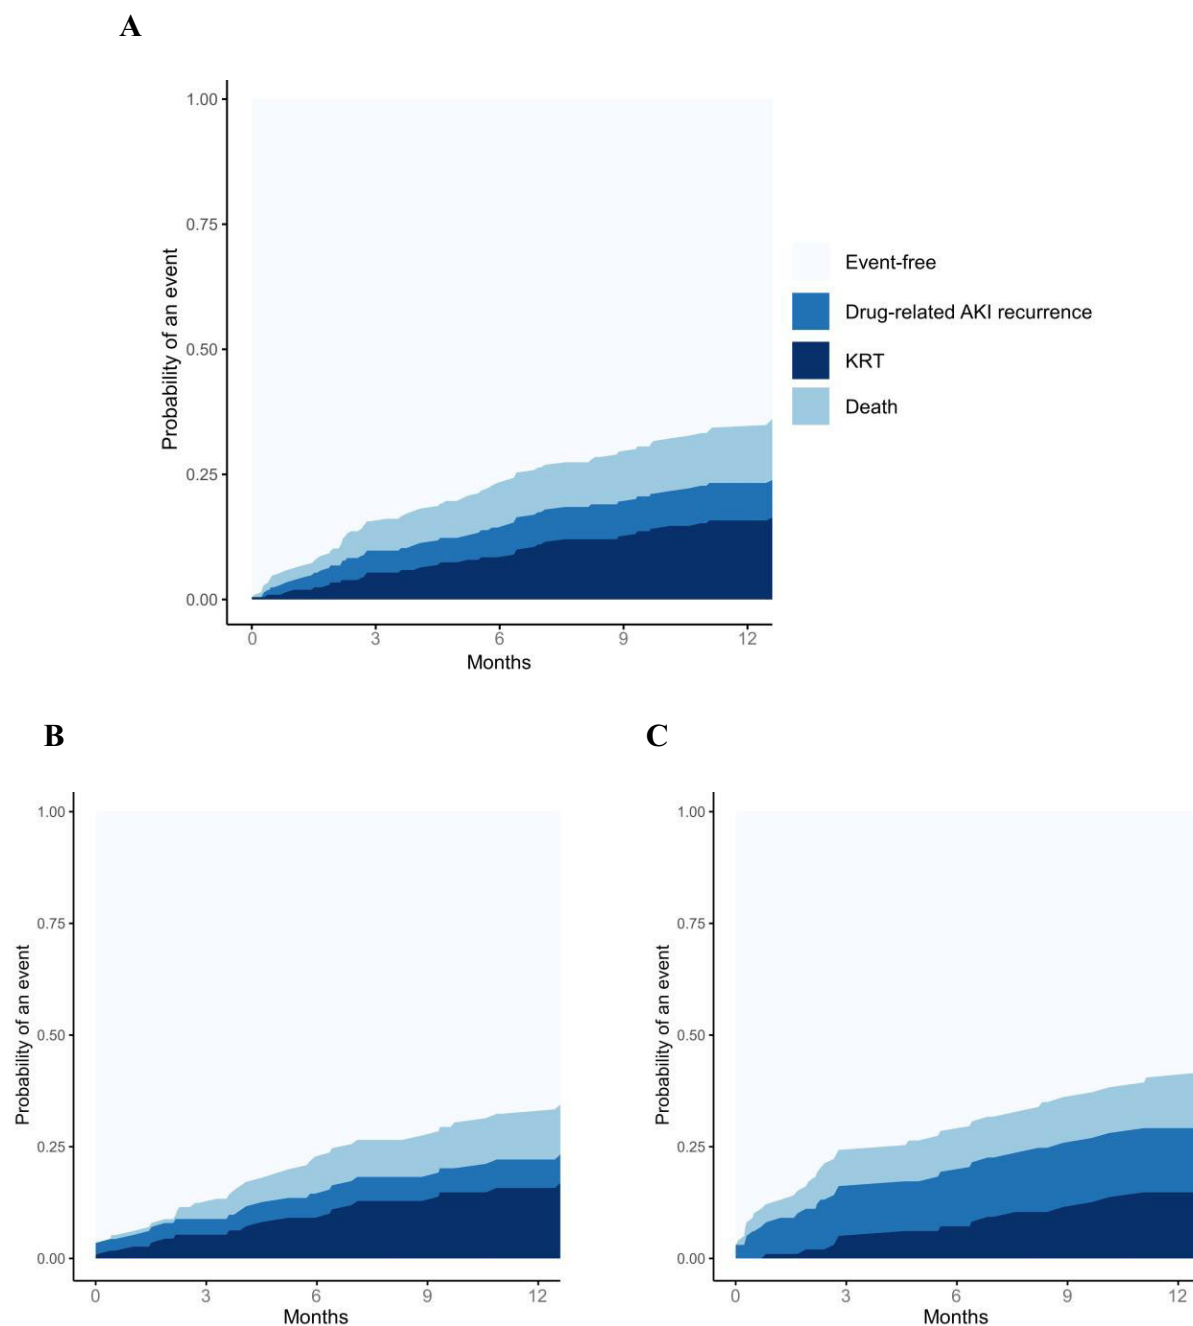 A
Probability of an event
1.00
0.75
0.50
0.25
0.00
0 3 6 9 12
Months
Event-free
Drug-related AKI recurrence
KRT
Death
B
Probability of an event
1.00
0.75
0.50
0.25
0.00
0 3 6 9 12
Months
C
Probability of an event
1.00
0.75
0.50
0.25
0.00
0 3 6 9 12
Months